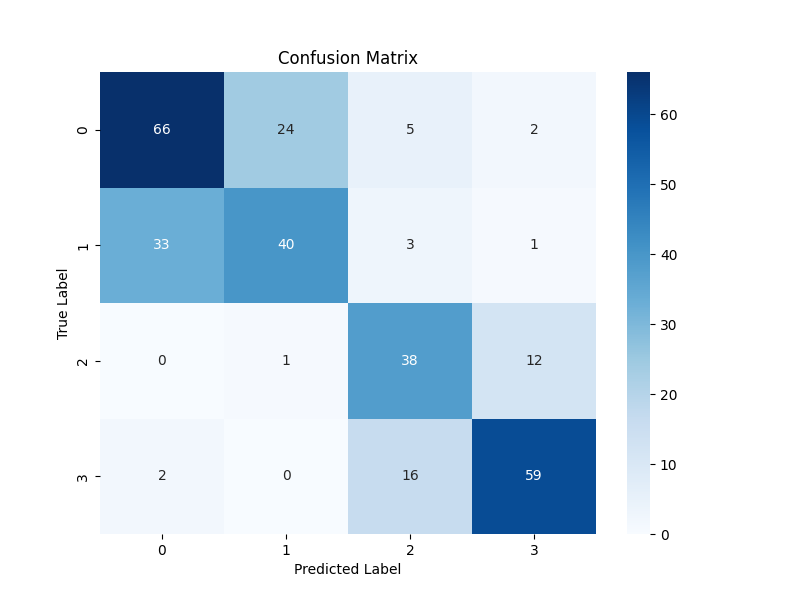 Confusion Matrix
0 66 24 5 2
1 33 40 3 1
2 0 1 38 12
3 2 0 16 59
0 1 2 3
Predicted Label
True Label
60
50
40
30
20
10
0